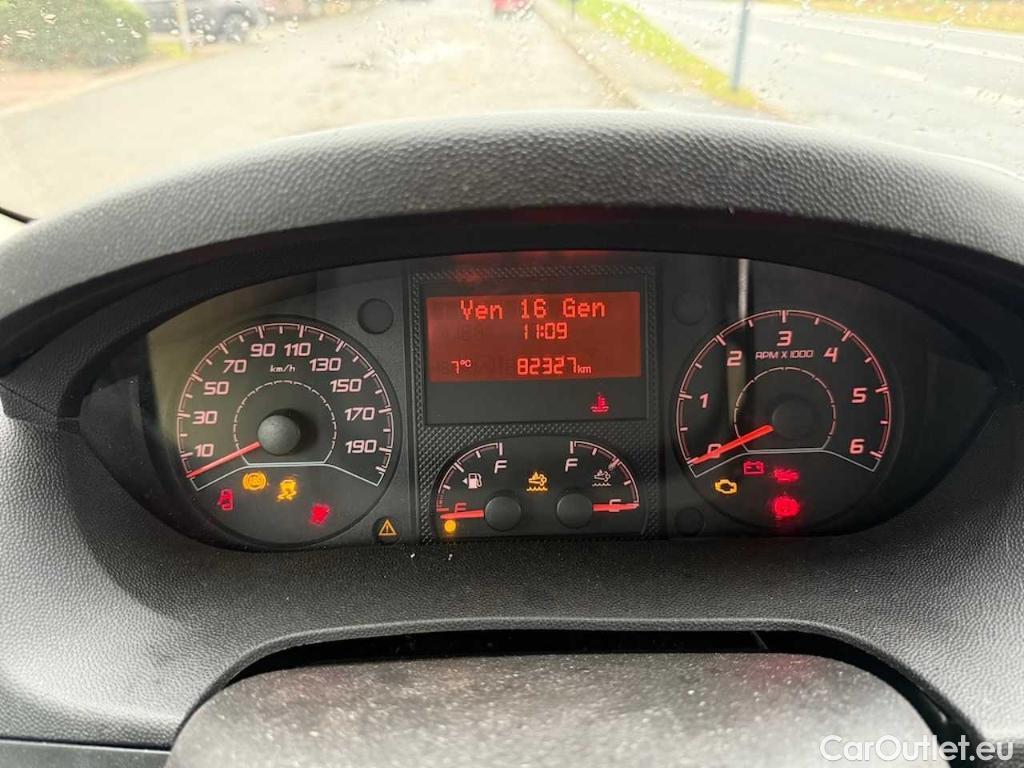 Ven 16 Gen
11:09
7°C 82327km
10 30 50 70 90 110 130 150 170 190
km/h
0 1 2 3 4 5 6
RPM X 1000
F F
E E
ABS
CarOutlet.eu